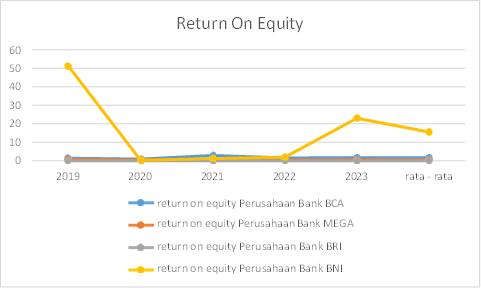 Return On Equity
60
50
40
30
20
10
0
2019 2020 2021 2022 2023 rata - rata
return on equity Perusahaan Bank BCA
return on equity Perusahaan Bank MEGA
return on equity Perusahaan Bank BRI
return on equity Perusahaan Bank BNI